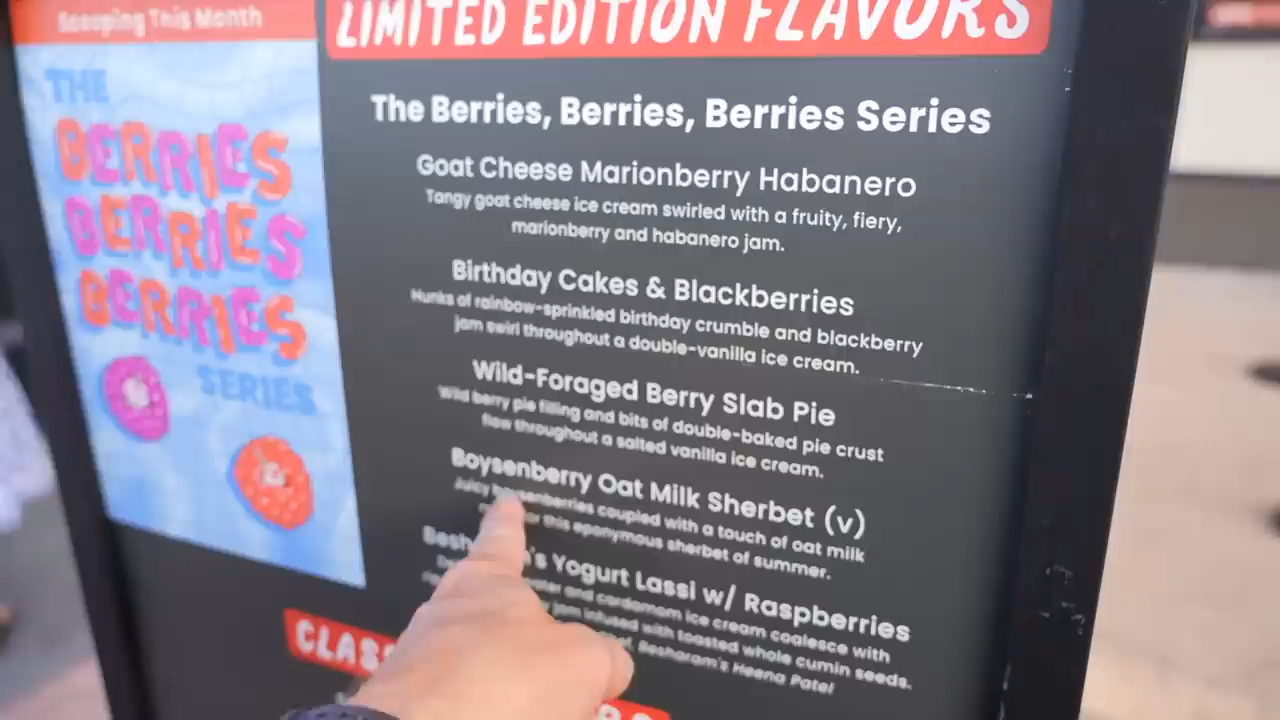 Scooping This Month
THE
BERRIES
BERRIES
BERRIES
SERIES
LIMITED EDITION FLAVORS
The Berries, Berries, Berries Series
Goat Cheese Marionberry Habanero
Tangy goat cheese ice cream swirled with a fruity, fiery,
marionberry and habanero jam.
Birthday Cakes & Blackberries
Hunks of rainbow-sprinkled birthday crumble and blackberry
jam swirl throughout a double-vanilla ice cream.
Wild-Foraged Berry Slab Pie
Wild berry pie filling and bits of double-baked pie crust
flow throughout a salted vanilla ice cream.
Boysenberry Oat Milk Sherbet (v)
Juicy boysenberries coupled with a touch of oat milk
for this eponymous sherbet of summer.
Yogurt Lassi w/ Raspberries
and cardamom ice cream coalesce with
jam infused with toasted whole cumin seeds.
Besharam's Heena Patel